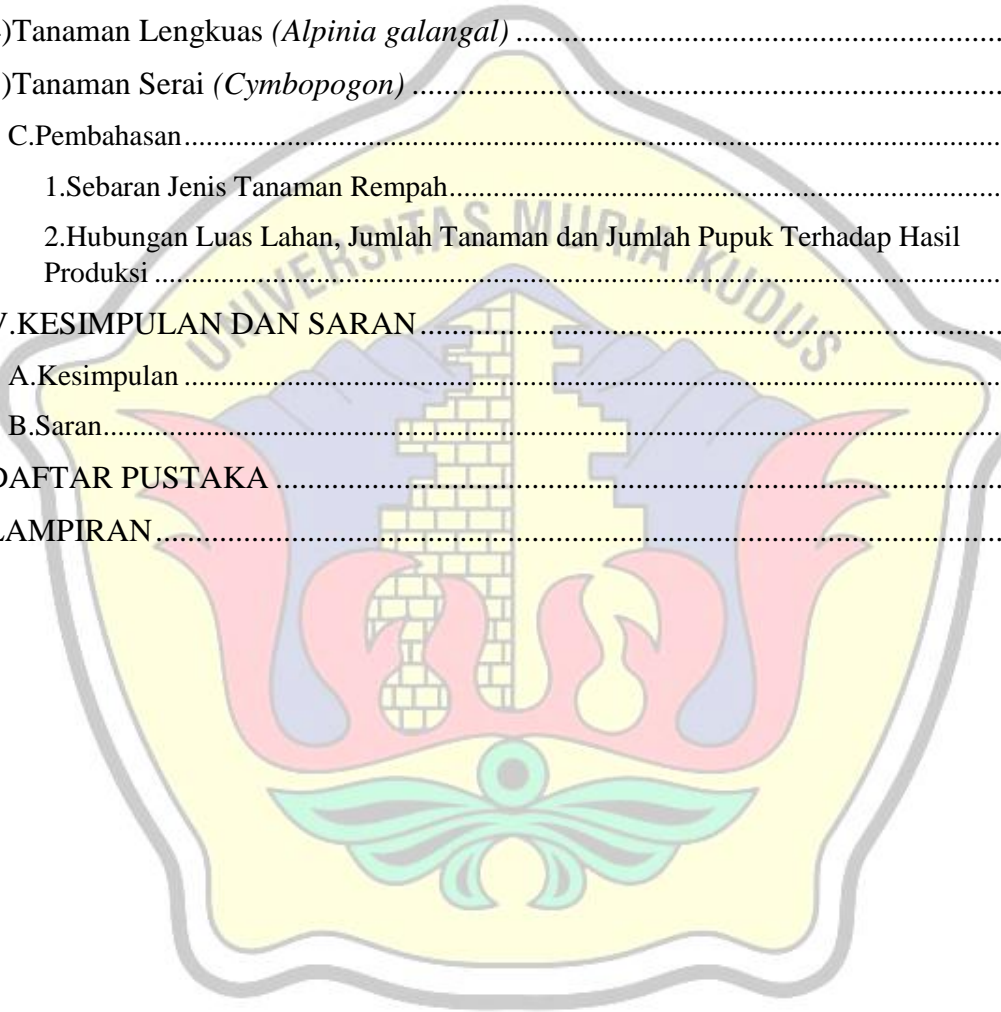 )Tanaman Lengkuas (Alpinia galangal) ........................................................
)Tanaman Serai (Cymbopogon) ........................................................
C.Pembahasan ........................................................
1.Sebaran Jenis Tanaman Rempah ........................................................
2.Hubungan Luas Lahan, Jumlah Tanaman dan Jumlah Pupuk Terhadap Hasil
Produksi ........................................................
V.KESIMPULAN DAN SARAN ........................................................
A.Kesimpulan ........................................................
B.Saran ........................................................
DAFTAR PUSTAKA ........................................................
LAMPIRAN ........................................................
UNIVERSITAS MURIA KUDUS